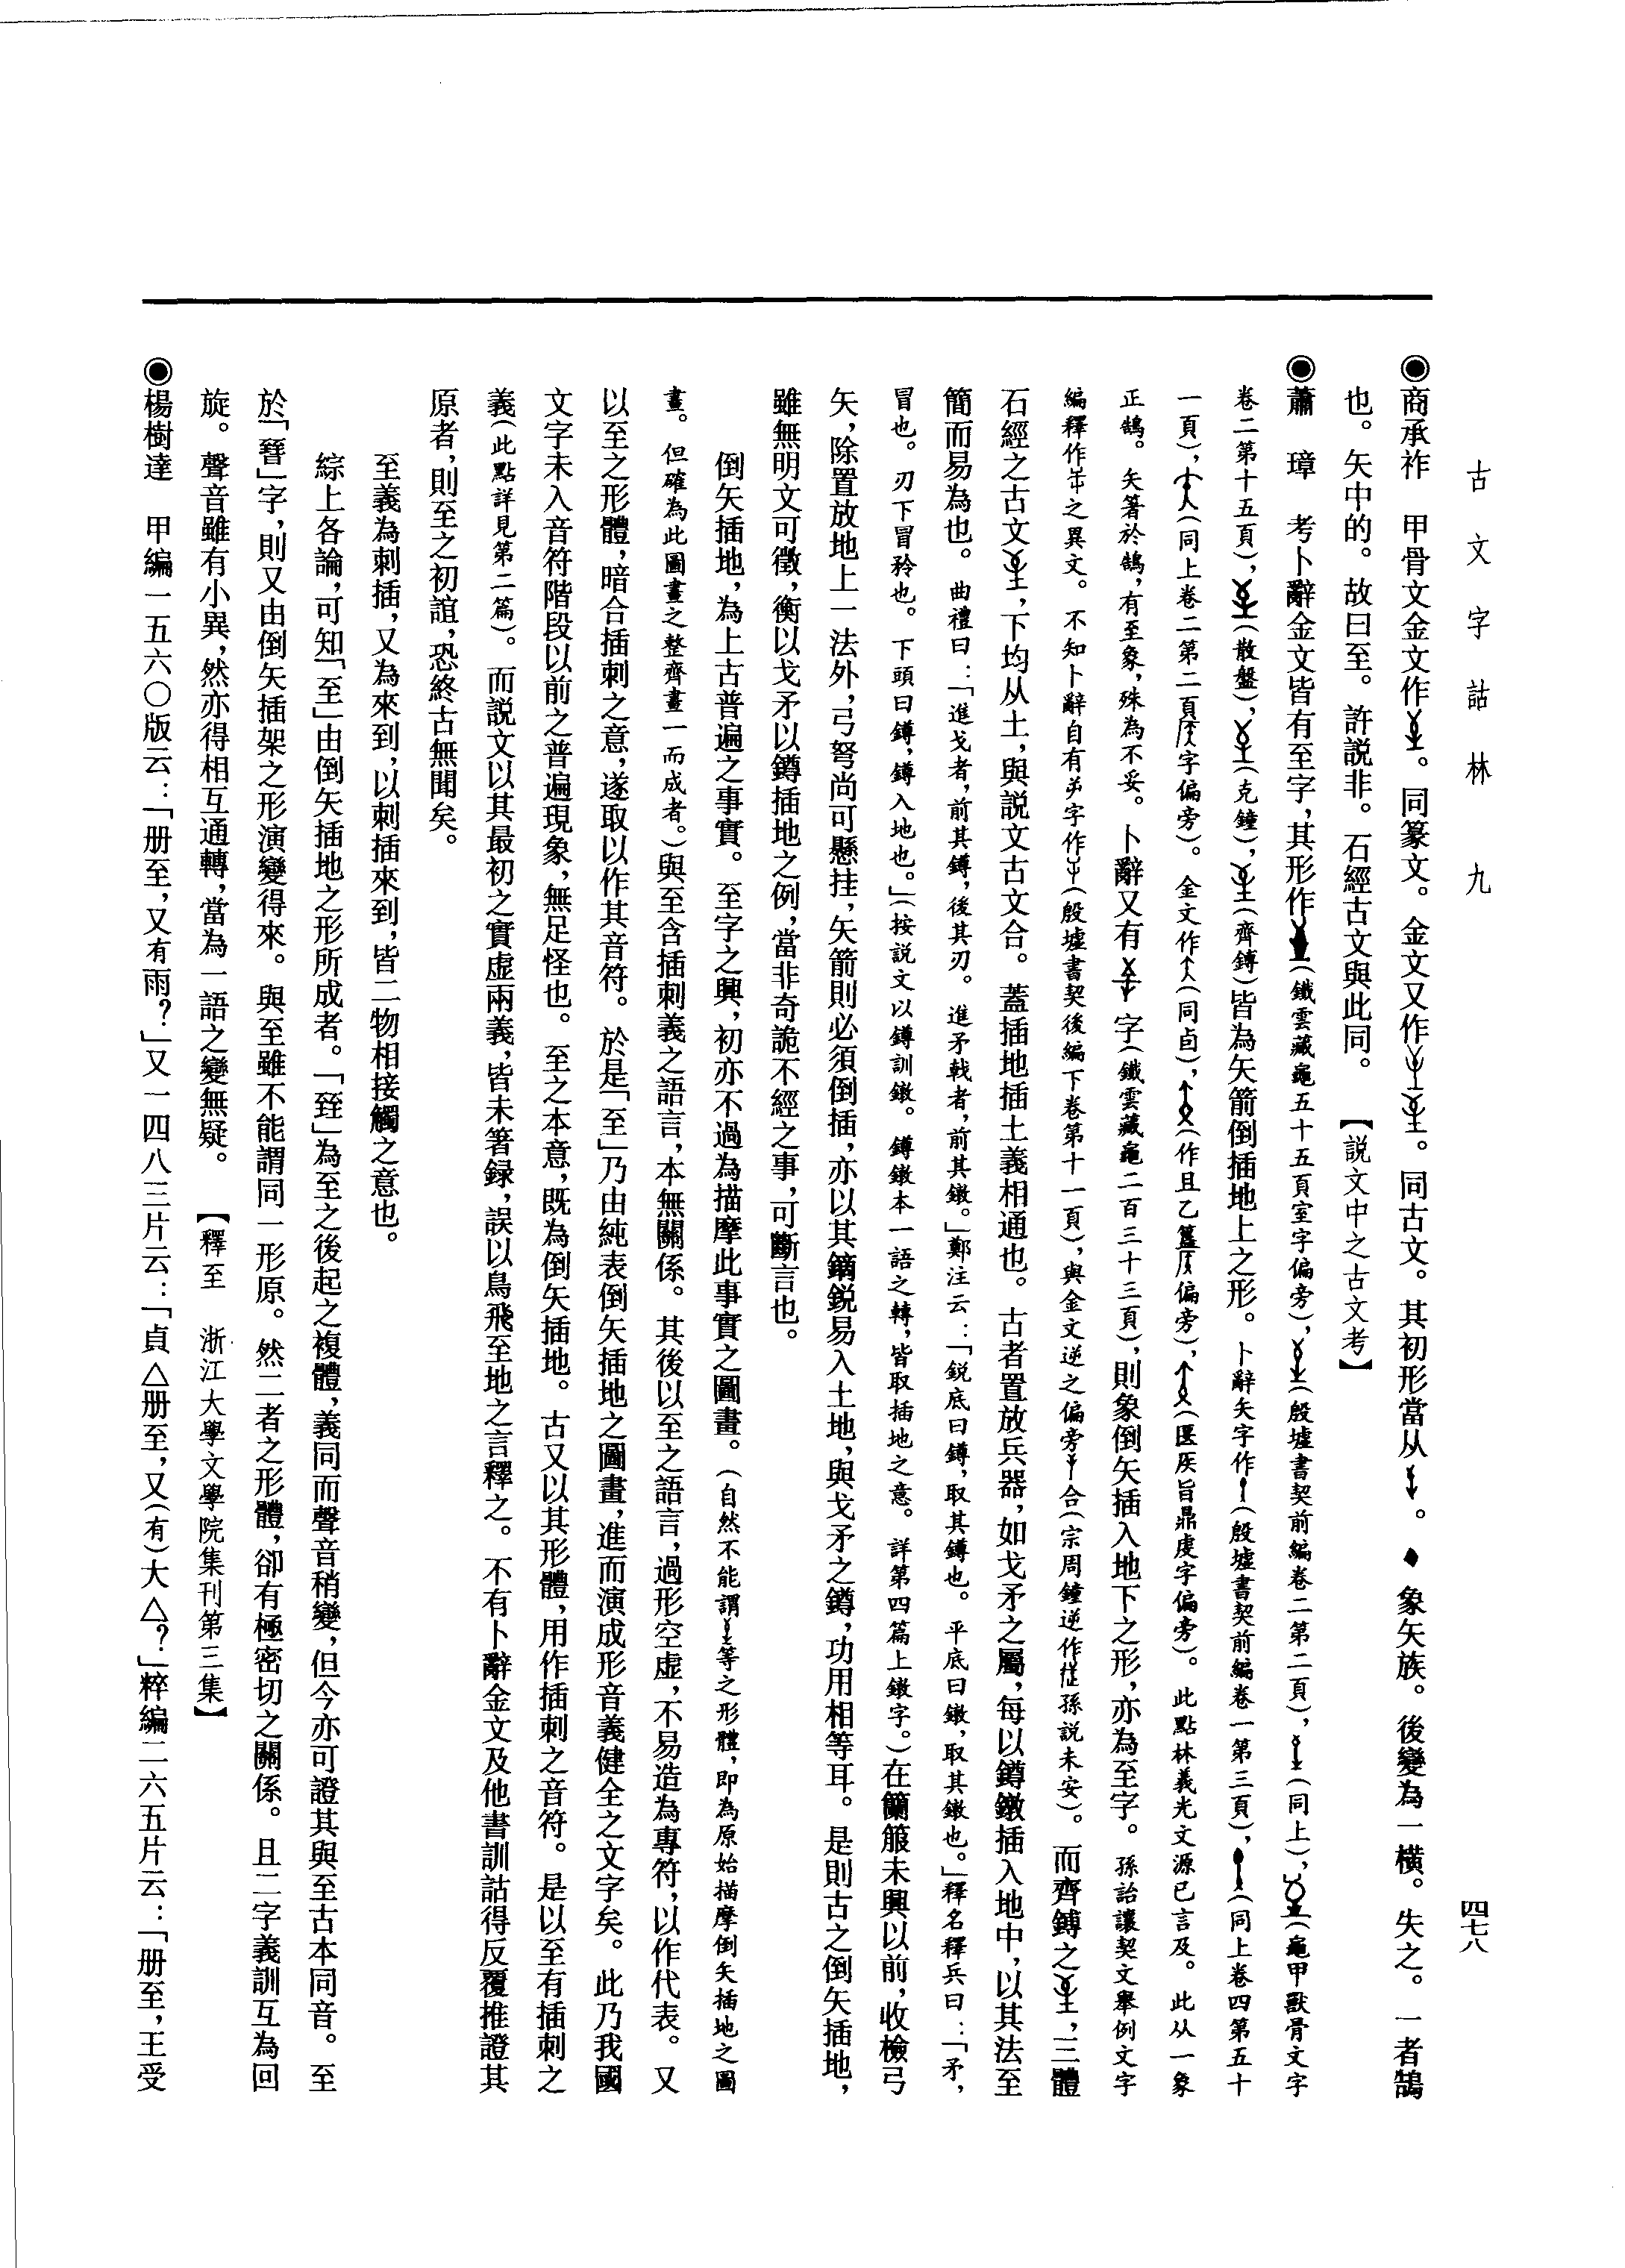 古文字詁林 九
四七八
◉商承祚 甲骨文金文作。同篆文。金文又作。同古文。其初形當从。象矢族。後變為一橫。失之。一者鵠
也。矢中的。故曰至。許説非。石經古文與此同。 【説文中之古文考】
◉蕭 璋 考卜辭金文皆有至字，其形作(鐵雲藏龜五十五頁室字偏旁)，(殷墟書契前編卷二第二頁)，(同上)，(龜甲獸骨文字
卷二第十五頁)，(散盤)，(克鐘)，(齊鎛)皆為矢箭倒插地上之形。卜辭矢字作(殷墟書契前編卷一第三頁)，(同上卷四第五十
一頁)，(同上卷二第二頁字偏旁)。金文作(同卣)，(作且乙簋偏旁)，(匽医旨鼎虔字偏旁)。此點林義光文源已言及。此从一象
正鵠。矢箸於鵠，有至象，殊為不妥。卜辭又有字(鐵雲藏龜二百三十三頁)，則象倒矢插入地下之形，亦為至字。孫詒讓契文舉例文字
編釋作之異文。不知卜辭自有字作(殷墟書契後編下卷第十一頁)，與金文逆之偏旁合(宗周鐘逆作孫説未安)。而齊鎛之，三體
石經之古文，下均从土，與説文古文合。蓋插地插土義相通也。古者置放兵器，如戈矛之屬，每以鐏鐓插入地中，以其法至
簡而易為也。曲禮曰：「進戈者，前其鐏，後其刃。進矛戟者，前其鐓。」鄭注云：「鋭底曰鐏，取其鐏也。平底曰鐓，取其鐓也。」釋名釋兵曰：「矛，
冒也。刃下冒矜也。下頭曰鐏，鐏入地也。」(按説文以鐏訓鐓。鐏鐓本一語之轉，皆取插地之意。詳第四篇上鐓字。)在籣箙未興以前，收檢弓
矢，除置放地上一法外，弓弩尚可懸挂，矢箭則必須倒插，亦以其鏑鋭易入土地，與戈矛之鐏，功用相等耳。是則古之倒矢插地，
雖無明文可徵，衡以戈矛以鐏插地之例，當非奇詭不經之事，可斷言也。
倒矢插地，為上古普遍之事實。至字之興，初亦不過為描摩此事實之圖畫。(自然不能謂等之形體，即為原始描摩倒矢插地之圖
畫。但確為此圖畫之整齊畫一而成者。)與至含插刺義之語言，本無關係。其後以至之語言，過形空虛，不易造為專符，以作代表。又
以至之形體，暗合插刺之意，遂取以作其音符。於是「至」乃由純表倒矢插地之圖畫，進而演成形音義健全之文字矣。此乃我國
文字未入音符階段以前之普遍現象，無足怪也。至之本意，既為倒矢插地。古又以其形體，用作插刺之音符。是以至有插刺之
義(此點詳見第二篇)。而説文以其最初之實虛兩義，皆未箸録，誤以鳥飛至地之言釋之。不有卜辭金文及他書訓詁得反覆推證其
原者，則至之初誼，恐終古無聞矣。
至義為刺插，又為來到，以刺插來到，皆二物相接觸之意也。
綜上各論，可知「至」由倒矢插地之形所成者。「臸」為至之後起之複體，義同而聲音稍變，但今亦可證其與至古本同音。至
於「朁」字，則又由倒矢插架之形演變得來。與至雖不能謂同一形原。然二者之形體，卻有極密切之關係。且二字義訓互為回
旋。聲音雖有小異，然亦得相互通轉，當為一語之變無疑。 【釋至 浙江大學文學院集刊第三集】
◉楊樹達 甲編一五六〇版云：「册至，又有雨？」又一四八三片云：「貞△册至，又(有)大△？」粹編二六五片云：「册至，王受